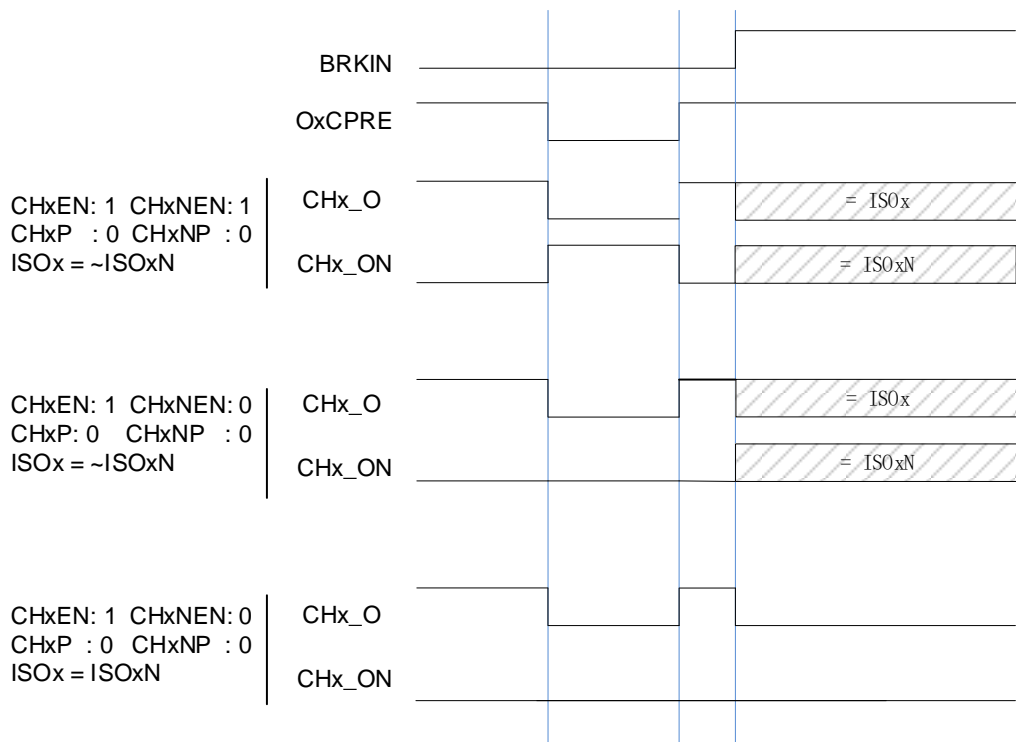 BRKIN
OxCPRE
CHxEN: 1 CHxNEN: 1
CHxP : 0 CHxNP : 0
ISOx = ~ISOxN
CHx_O
= ISOx
CHx_ON
= ISOxN
CHxEN: 1 CHxNEN: 0
CHxP: 0 CHxNP : 0
ISOx = ~ISOxN
CHx_O
= ISOx
CHx_ON
= ISOxN
CHxEN: 1 CHxNEN: 0
CHxP : 0 CHxNP : 0
ISOx = ISOxN
CHx_O
CHx_ON